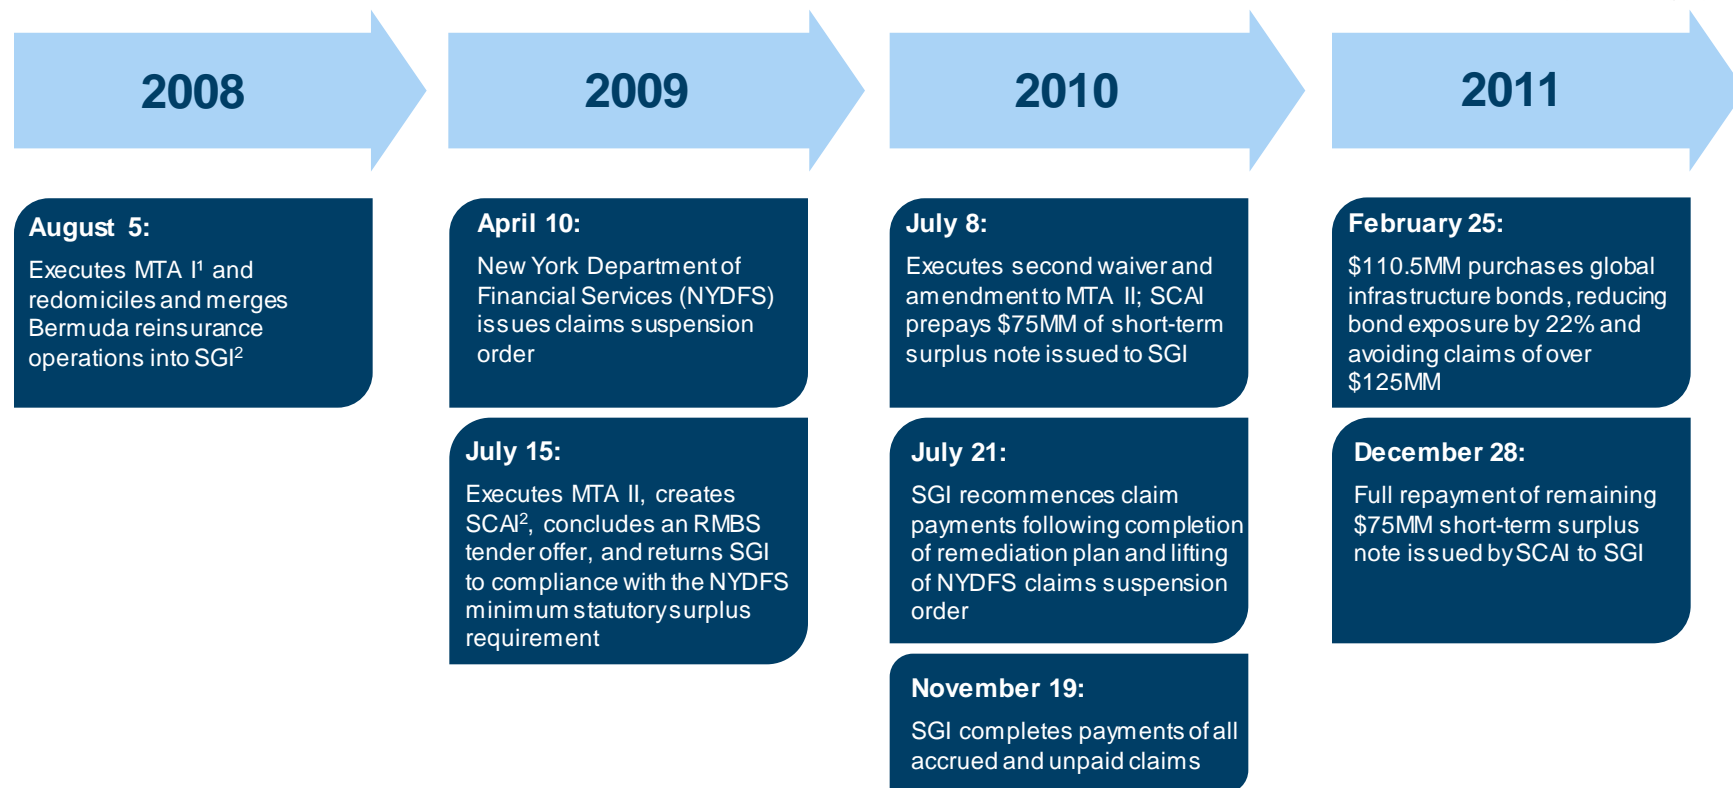 2008
2009
2010
2011
August 5:
Executes MTA I¹ and
redomiciles and merges
Bermuda reinsurance
operations into SGI²
April 10:
New York Department of
Financial Services (NYDFS)
issues claims suspension
order
July 15:
Executes MTA II, creates
SCAI², concludes an RMBS
tender offer, and returns SGI
to compliance with the NYDFS
minimum statutory surplus
requirement
July 8:
Executes second waiver and
amendment to MTA II; SCAI
prepays $75MM of short-term
surplus note issued to SGI
July 21:
SGI recommences claim
payments following completion
of remediation plan and lifting
of NYDFS claims suspension
order
November 19:
SGI completes payments of all
accrued and unpaid claims
February 25:
$110.5MM purchases global
infrastructure bonds, reducing
bond exposure by 22% and
avoiding claims of over
$125MM
December 28:
Full repayment of remaining
$75MM short-term surplus
note issued by SCAI to SGI